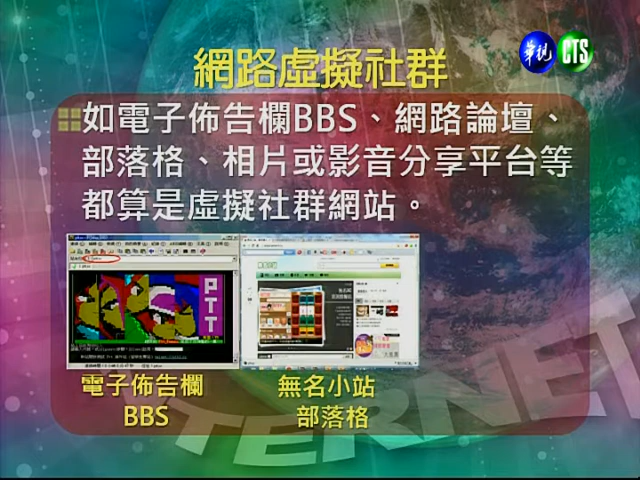 網路虛擬社群
華視 CTS
如電子佈告欄BBS、網路論壇、
部落格、相片或影音分享平台等
都算是虛擬社群網站。
PTT
電子佈告欄
BBS
無名小站
部落格
TERNET